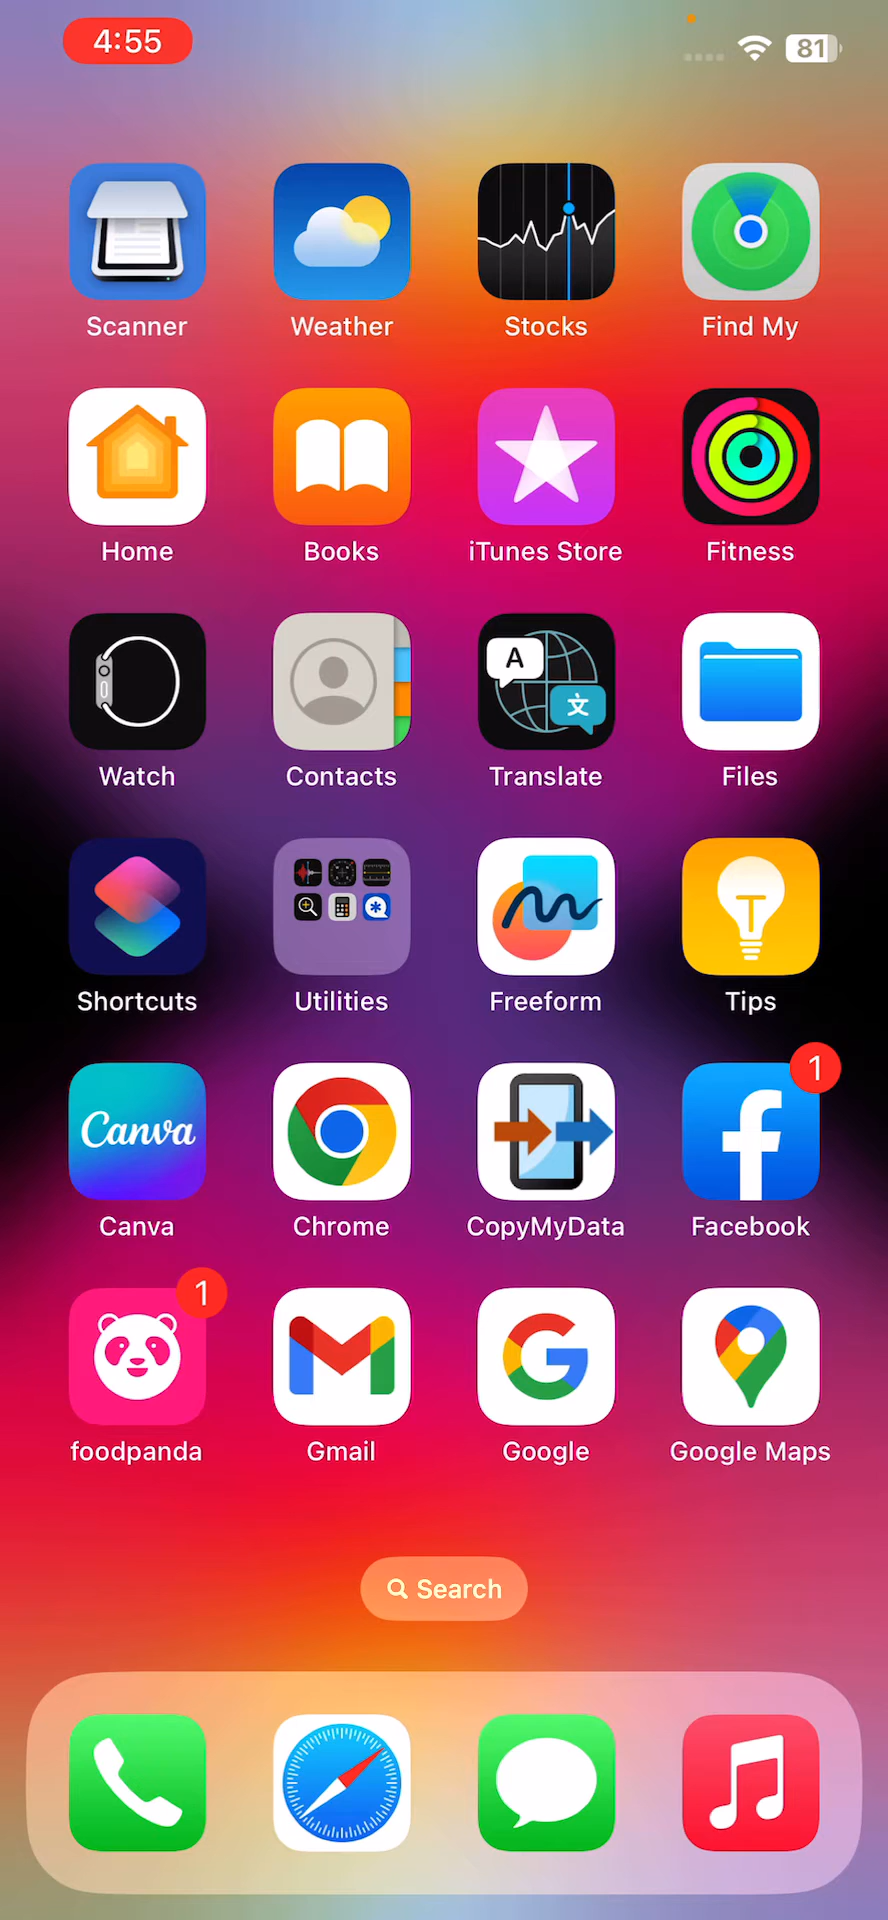 4:55
81
Scanner Weather Stocks Find My
Home Books iTunes Store Fitness
A
文
Watch Contacts Translate Files
T
Shortcuts Utilities Freeform Tips
1
Canva
Canva Chrome CopyMyData Facebook
1
foodpanda Gmail Google Google Maps
Search